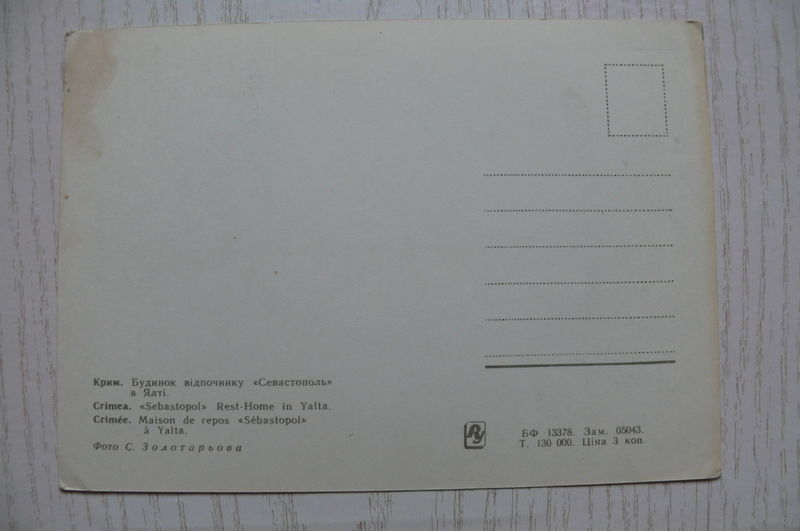 Крим. Будинок відпочинку «Севастополь»
в Ялті.
Crimea. «Sebastopol» Rest-Home in Yalta.
Crimée. Maison de repos «Sébastopol»
à Yalta.
Фото С. Золотарьова
БФ 13378. Зам. 05043.
Т. 130 000. Ціна 3 коп.